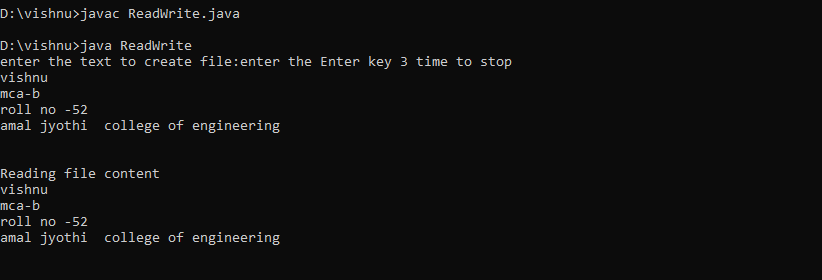 D:\vishnu>javac ReadWrite.java
D:\vishnu>java ReadWrite
enter the text to create file:enter the Enter key 3 time to stop
vishnu
mca-b
roll no -52
amal jyothi  college of engineering
Reading file content
vishnu
mca-b
roll no -52
amal jyothi  college of engineering